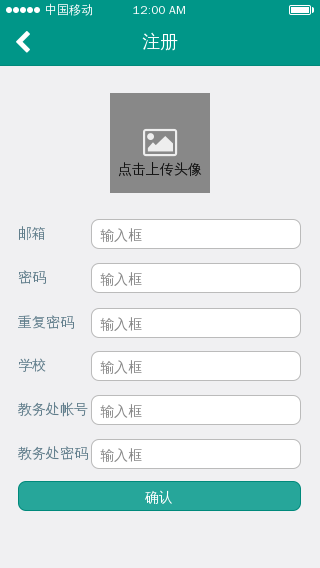 中国移动 12:00 AM
注册
点击上传头像
邮箱 输入框
密码 输入框
重复密码 输入框
学校 输入框
教务处帐号 输入框
教务处密码 输入框
确认